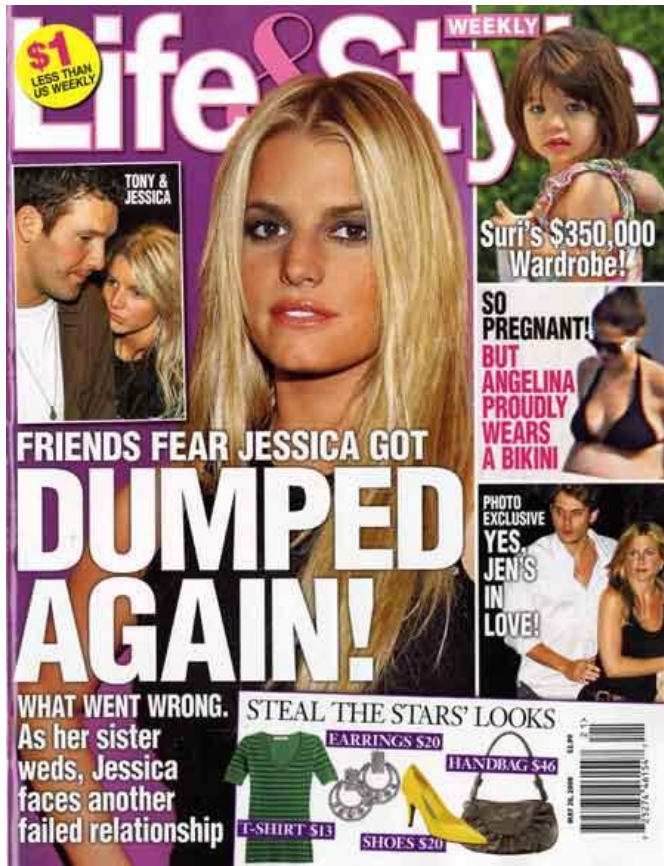 $1
LESS THAN
US WEEKLY
WEEKLY
Life & Style
TONY &
JESSICA
Suri's $350,000
Wardrobe!
SO
PREGNANT!
BUT
ANGELINA
PROUDLY
WEARS
A BIKINI
PHOTO
EXCLUSIVE
YES,
JEN'S
IN
LOVE!
FRIENDS FEAR JESSICA GOT
DUMPED
AGAIN!
WHAT WENT WRONG.
As her sister
weds, Jessica
faces another
failed relationship
STEAL THE STARS' LOOKS
EARRINGS $20
HANDBAG $46
T-SHIRT $13
SHOES $20
MAY 26, 2008